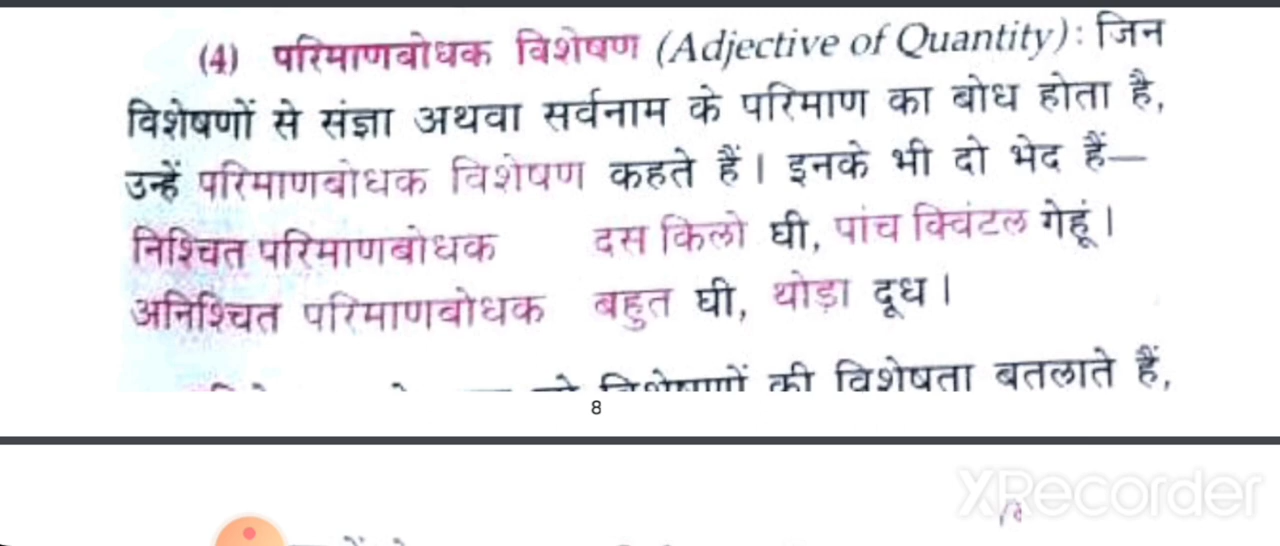 (4) परिमाणबोधक विशेषण (Adjective of Quantity): जिन
विशेषणों से संज्ञा अथवा सर्वनाम के परिमाण का बोध होता है,
उन्हें परिमाणबोधक विशेषण कहते हैं। इनके भी दो भेद हैं—
निश्चित परिमाणबोधक दस किलो घी, पांच क्विंटल गेहूं।
अनिश्चित परिमाणबोधक बहुत घी, थोड़ा दूध।
विशेषणों की विशेषता बतलाते हैं,
8
XRecorder